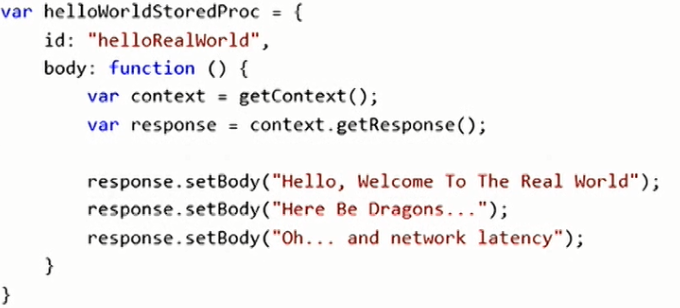 var helloWorldStoredProc = {
    id: "helloRealWorld",
    body: function () {
        var context = getContext();
        var response = context.getResponse();

        response.setBody("Hello, Welcome To The Real World");
        response.setBody("Here Be Dragons...");
        response.setBody("Oh... and network latency");
    }
}